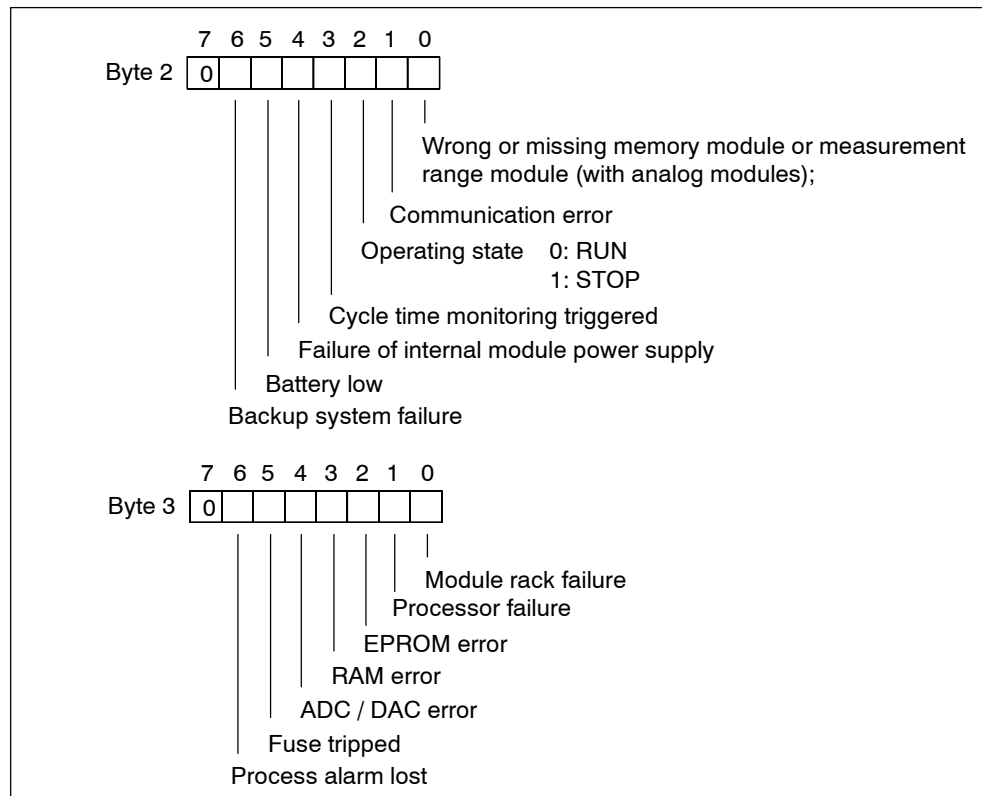 7 6 5 4 3 2 1 0
Byte 2 0
Wrong or missing memory module or measurement
range module (with analog modules);
Communication error
Operating state 0: RUN
1: STOP
Cycle time monitoring triggered
Failure of internal module power supply
Battery low
Backup system failure
7 6 5 4 3 2 1 0
Byte 3 0
Module rack failure
Processor failure
EPROM error
RAM error
ADC / DAC error
Fuse tripped
Process alarm lost